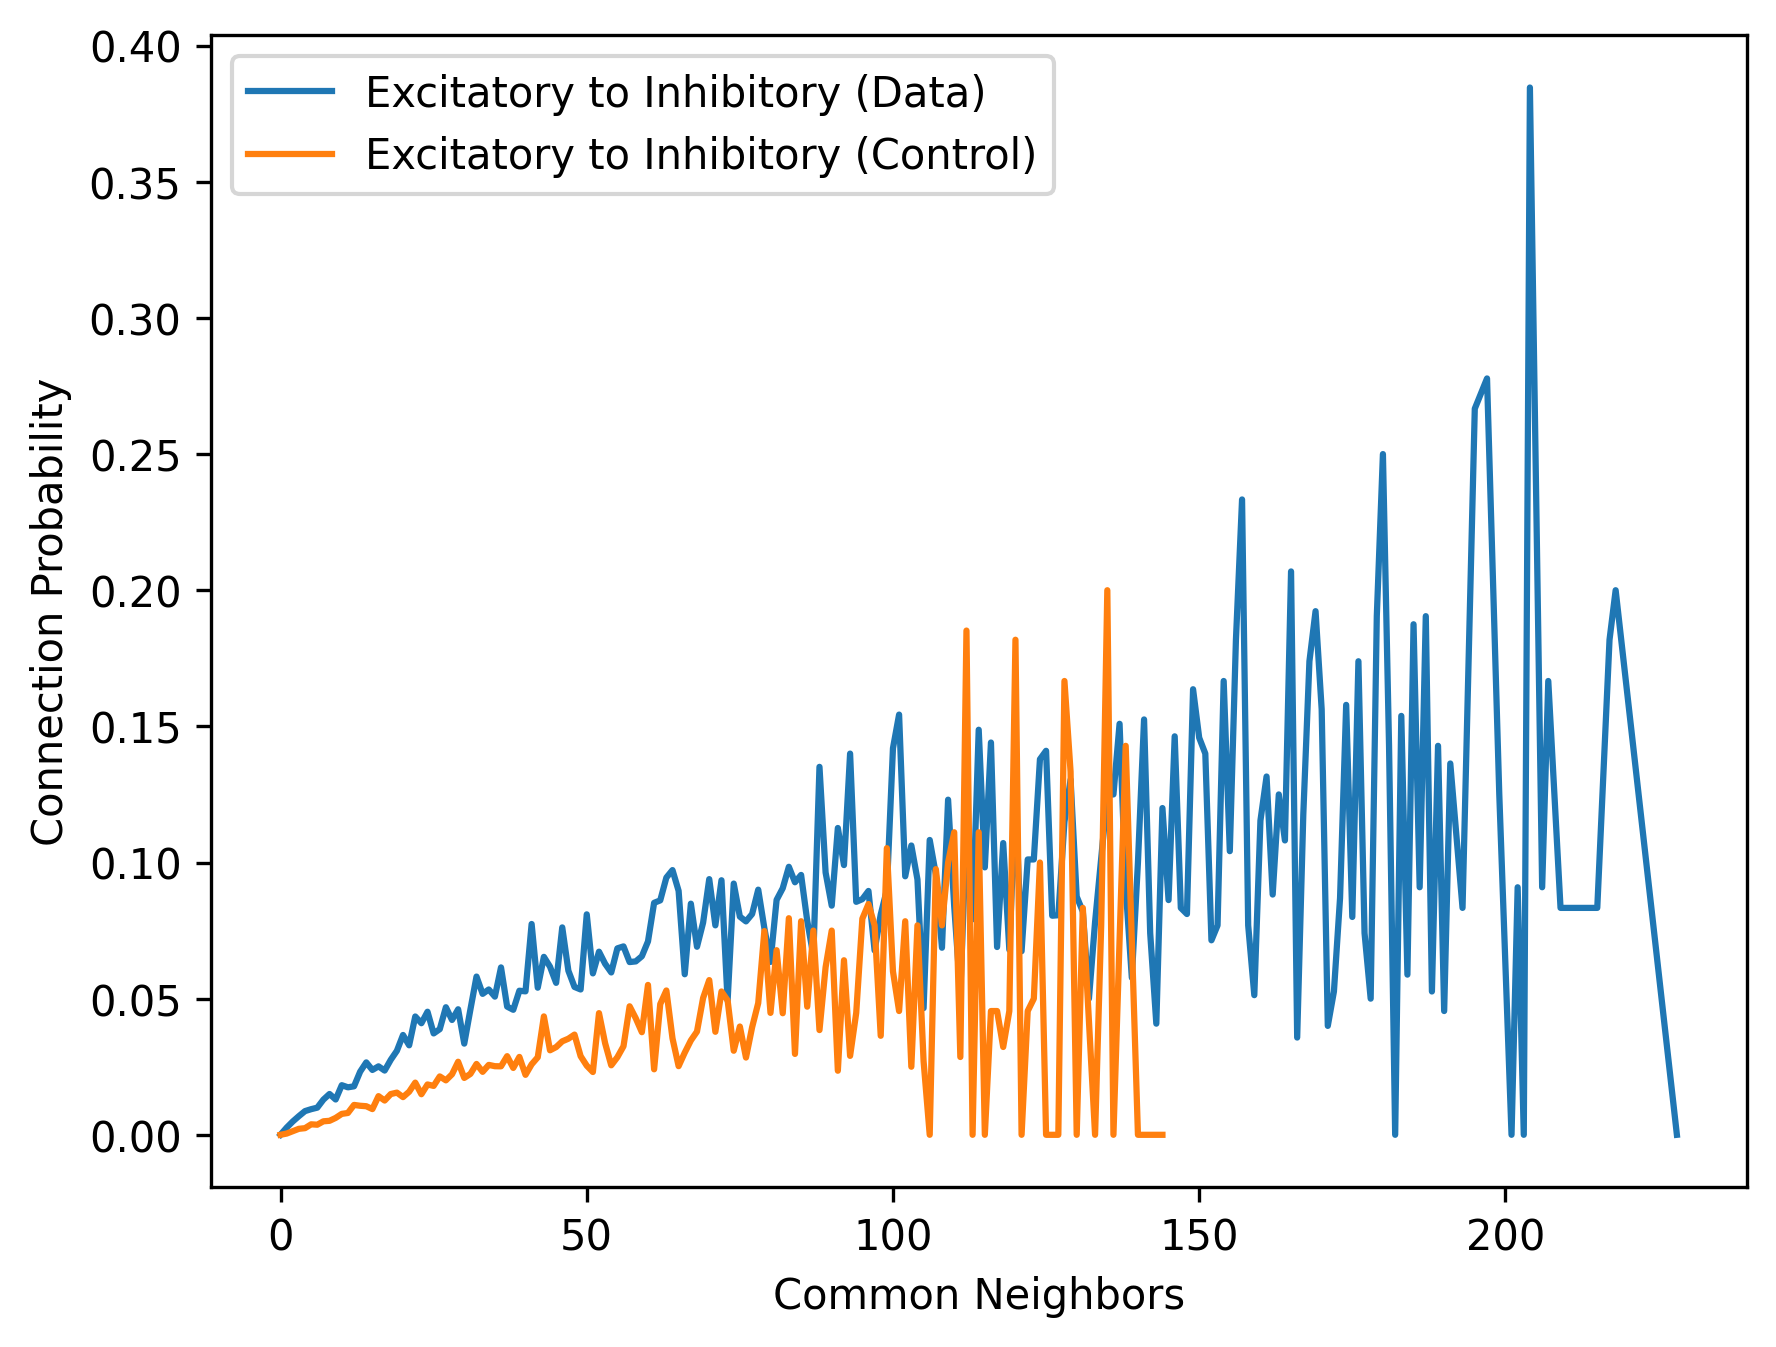 Excitatory to Inhibitory (Data)
Excitatory to Inhibitory (Control)
Connection Probability
0.40
0.35
0.30
0.25
0.20
0.15
0.10
0.05
0.00
0 50 100 150 200
Common Neighbors